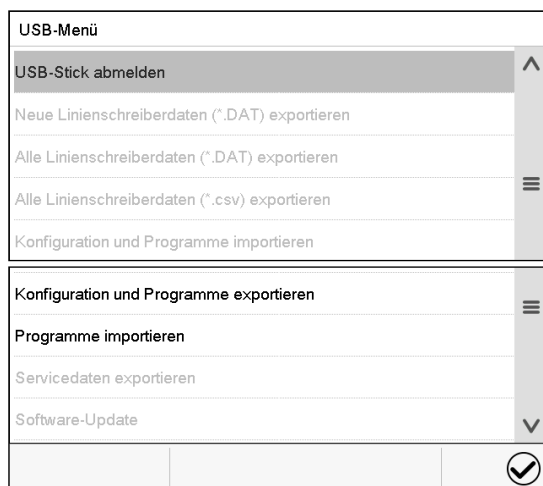 USB-Menü
USB-Stick abmelden
Neue Linienschreiberdaten (*.DAT) exportieren
Alle Linienschreiberdaten (*.DAT) exportieren
Alle Linienschreiberdaten (*.csv) exportieren
Konfiguration und Programme importieren
Konfiguration und Programme exportieren
Programme importieren
Servicedaten exportieren
Software-Update